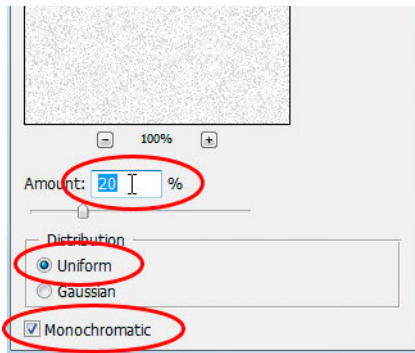 100%
Amount: 20 %
Distribution
Uniform
Gaussian
Monochromatic